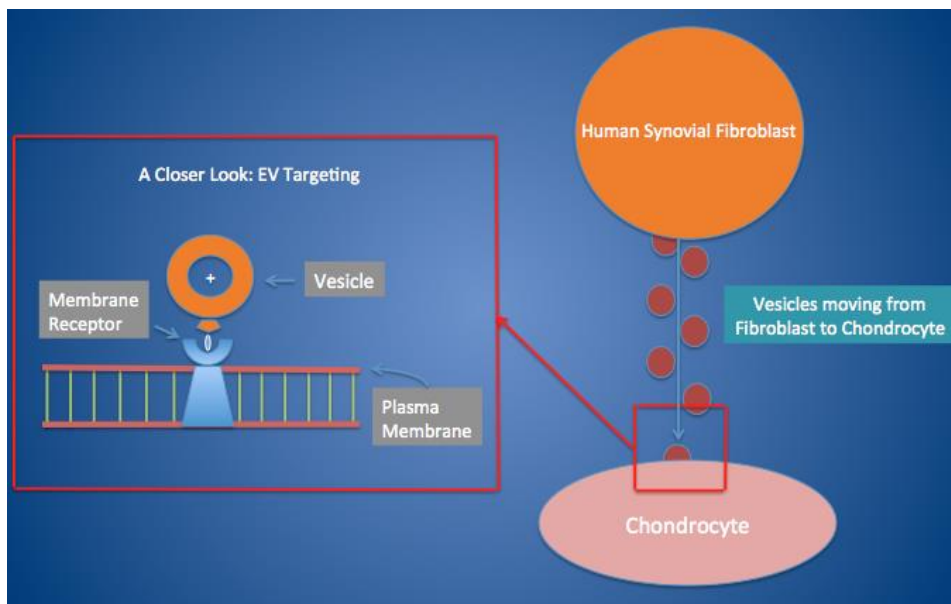 Human Synovial Fibroblast
A Closer Look: EV Targeting
+
Vesicle
Membrane
Receptor
Vesicles moving from
Fibroblast to Chondrocyte
Plasma
Membrane
Chondrocyte